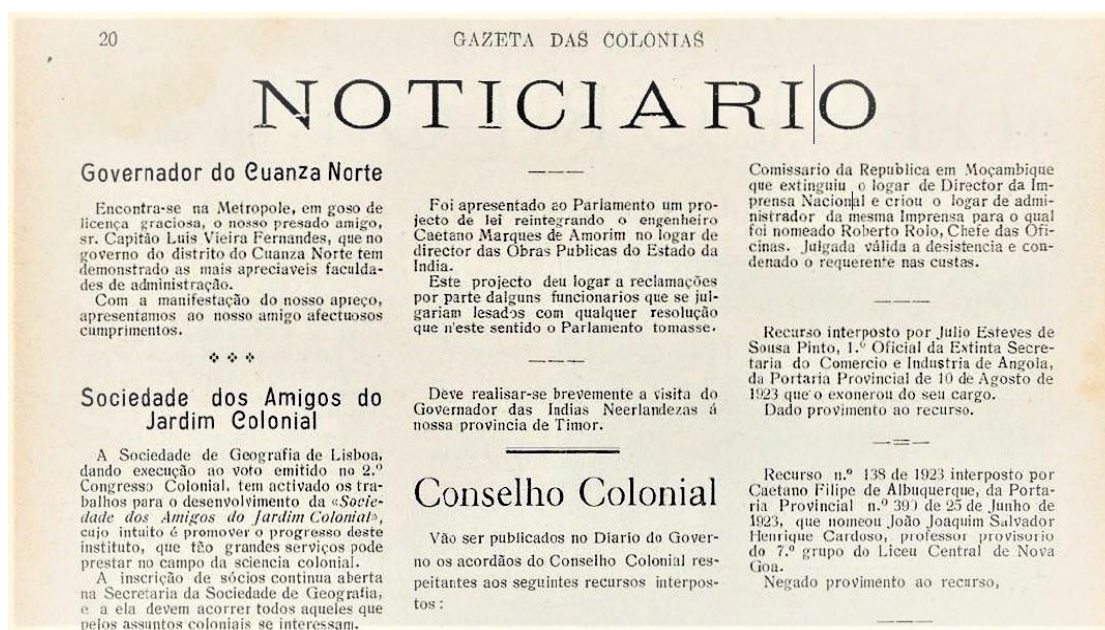 20
GAZETA DAS COLONIAS
NOTICIARIO
Governador do Cuanza Norte
Encontra-se na Metropole, em goso de
licença graciosa, o nosso presado amigo,
sr. Capitão Luis Vieira Fernandes, que no
governo do distrito do Cuanza Norte tem
demonstrado as mais apreciaveis faculda-
des de administração.
Com a manifestação do nosso apreço,
apresentamos ao nosso amigo afectuosos
cumprimentos.
Sociedade dos Amigos do
Jardim Colonial
A Sociedade de Geografia de Lisboa,
dando execução ao voto emitido no 2.º
Congresso Colonial, tem activado os tra-
balhos para o desenvolvimento da «Socie-
dade dos Amigos do Jardim Colonial»,
cujo intuito é promover o progresso deste
instituto, que tão grandes serviços pode
prestar no campo da sciencia colonial.
A inscrição de sócios continua aberta
na Secretaria da Sociedade de Geografia,
e a ela devem acorrer todos aqueles que
pelos assuntos coloniais se interessam.
Foi apresentado ao Parlamento um pro-
jecto de lei reintegrando o engenheiro
Caetano Marques de Amorim no logar de
director das Obras Publicas do Estado da
India.
Este projecto deu logar a reclamações
por parte dalguns funcionarios que se jul-
gariam lesados com qualquer resolução
que n'este sentido o Parlamento tomasse.
Deve realisar-se brevemente a visita do
Governador das Indias Neerlandezas á
nossa provincia de Timor.
Conselho Colonial
Vão ser publicados no Diario do Gover-
no os acordãos do Conselho Colonial res-
peitantes aos seguintes recursos interpos-
tos:
Comissario da Republica em Moçambique
que extinguiu o logar de Director da Im-
prensa Nacional e criou o logar de admi-
nistrador da mesma Imprensa para o qual
foi nomeado Roberto Rolo, Chefe das Ofi-
cinas. Julgada válida a desistencia e con-
denado o requerente nas custas.
Recurso interposto por Julio Esteves de
Sousa Pinto, 1.º Oficial da Extinta Secre-
taria do Comercio e Industria de Angola,
da Portaria Provincial de 10 de Agosto de
1923 que o exonerou do seu cargo.
Dado provimento ao recurso.
Recurso n.º 138 de 1923 interposto por
Caetano Filipe de Albuquerque, da Porta-
ria Provincial n.º 390 de 25 de Junho de
1923, que nomeou João Joaquim Salvador
Henrique Cardoso, professor provisorio
do 7.º grupo do Liceu Central de Nova
Goa.
Negado provimento ao recurso,